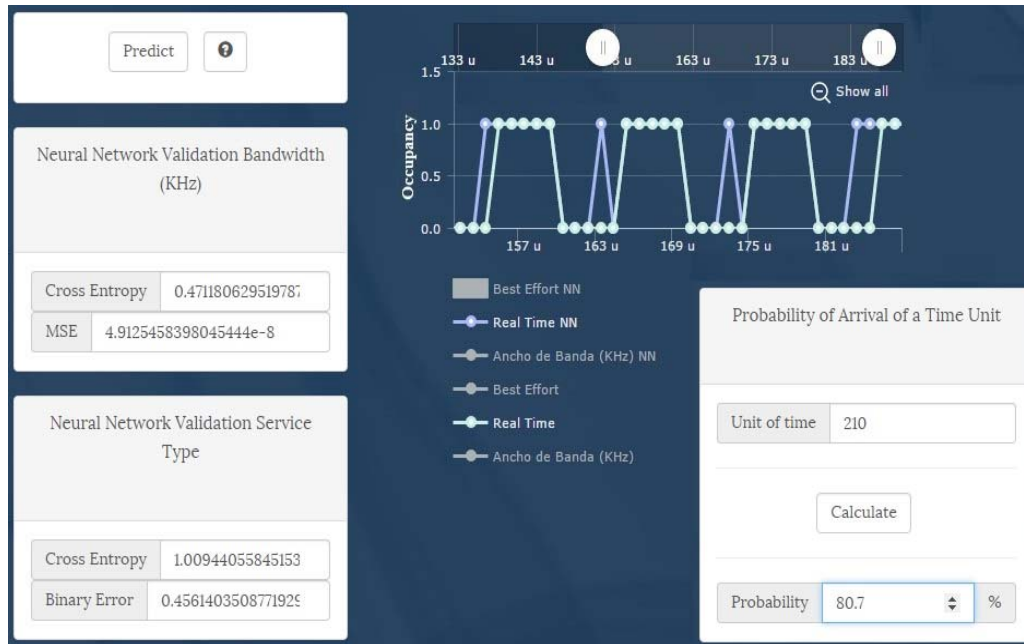 Predict
Neural Network Validation Bandwidth
(KHz)
Cross Entropy 0.471180629519787
MSE 4.9125458398045444e-8
Neural Network Validation Service
Type
Cross Entropy 1.00944055845153
Binary Error 0.456140350877192
133 u 143 u 163 u 173 u 183
1.5
Show all
Occupancy
1.0
0.5
0.0
157 u 163 u 169 u 175 u 181 u
Best Effort NN
Real Time NN
Ancho de Banda (KHz) NN
Best Effort
Real Time
Ancho de Banda (KHz)
Probability of Arrival of a Time Unit
Unit of time 210
Calculate
Probability 80.7 %